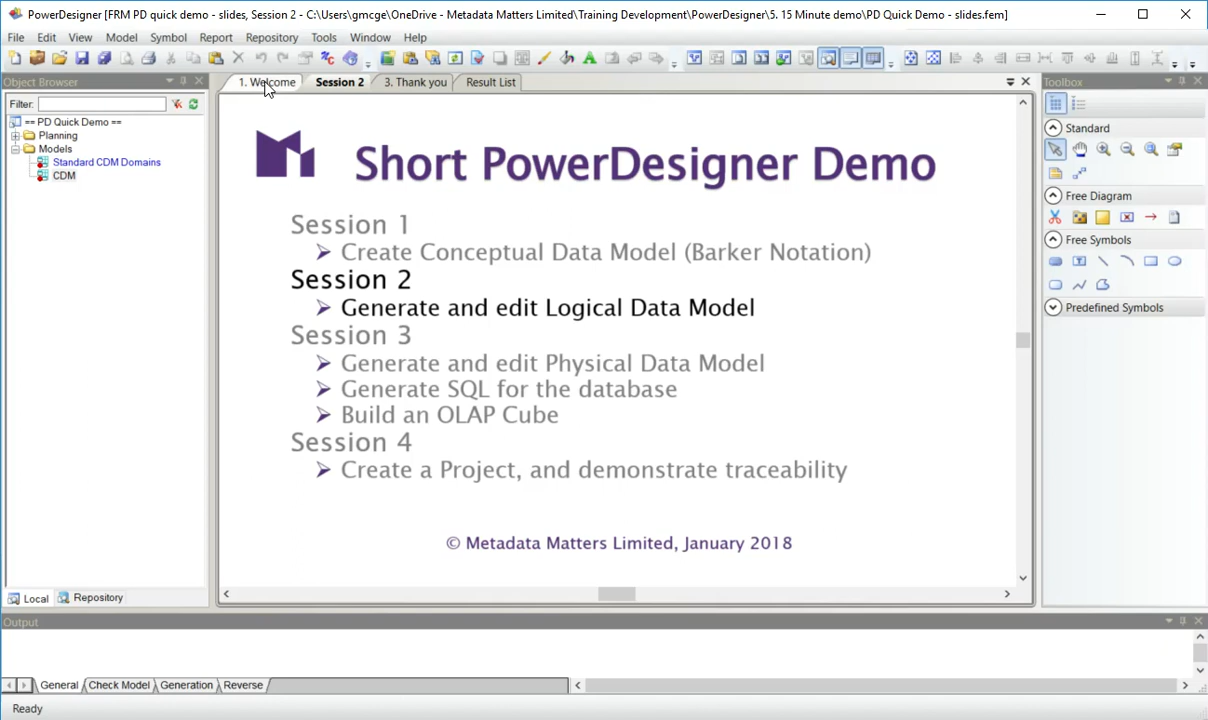 PowerDesigner [FRM PD quick demo - slides, Session 2 - C:\Users\gmcge\OneDrive - Metadata Matters Limited\Training Development\PowerDesigner\5. 15 Minute demo\PD Quick Demo - slides.fem]
File Edit View Model Symbol Report Repository Tools Window Help
Object Browser
Filter:
== PD Quick Demo ==
Planning
Models
Standard CDM Domains
CDM
Local Repository
1. Welcome Session 2 3. Thank you Result List
Short PowerDesigner Demo
Session 1
Create Conceptual Data Model (Barker Notation)
Session 2
Generate and edit Logical Data Model
Session 3
Generate and edit Physical Data Model
Generate SQL for the database
Build an OLAP Cube
Session 4
Create a Project, and demonstrate traceability
© Metadata Matters Limited, January 2018
Toolbox
Standard
Free Diagram
Free Symbols
Predefined Symbols
Output
General Check Model Generation Reverse
Ready